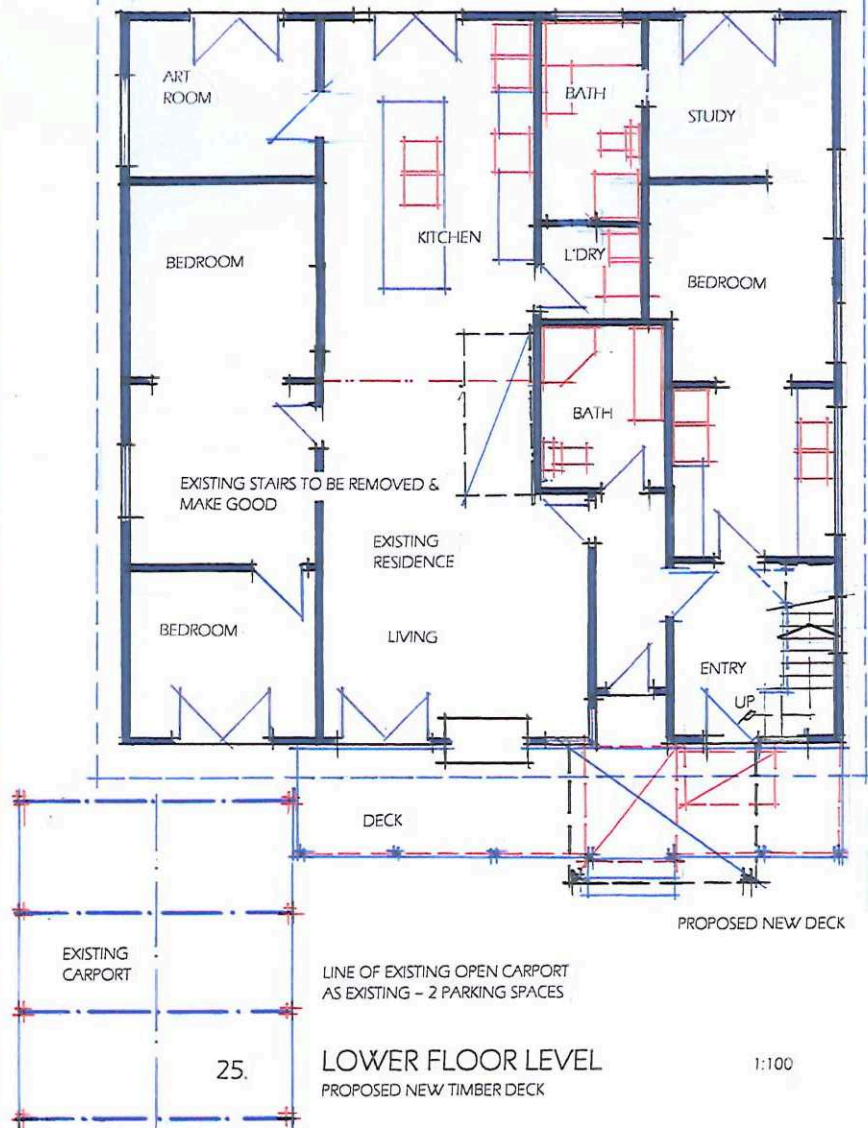 ART
ROOM
BATH
STUDY
KITCHEN
BEDROOM
L'DRY
BEDROOM
BATH
EXISTING STAIRS TO BE REMOVED &
MAKE GOOD
EXISTING
RESIDENCE
BEDROOM
LIVING
ENTRY
UP
DECK
PROPOSED NEW DECK
EXISTING
CARPORT
LINE OF EXISTING OPEN CARPORT
AS EXISTING – 2 PARKING SPACES
25.
LOWER FLOOR LEVEL
1:100
PROPOSED NEW TIMBER DECK